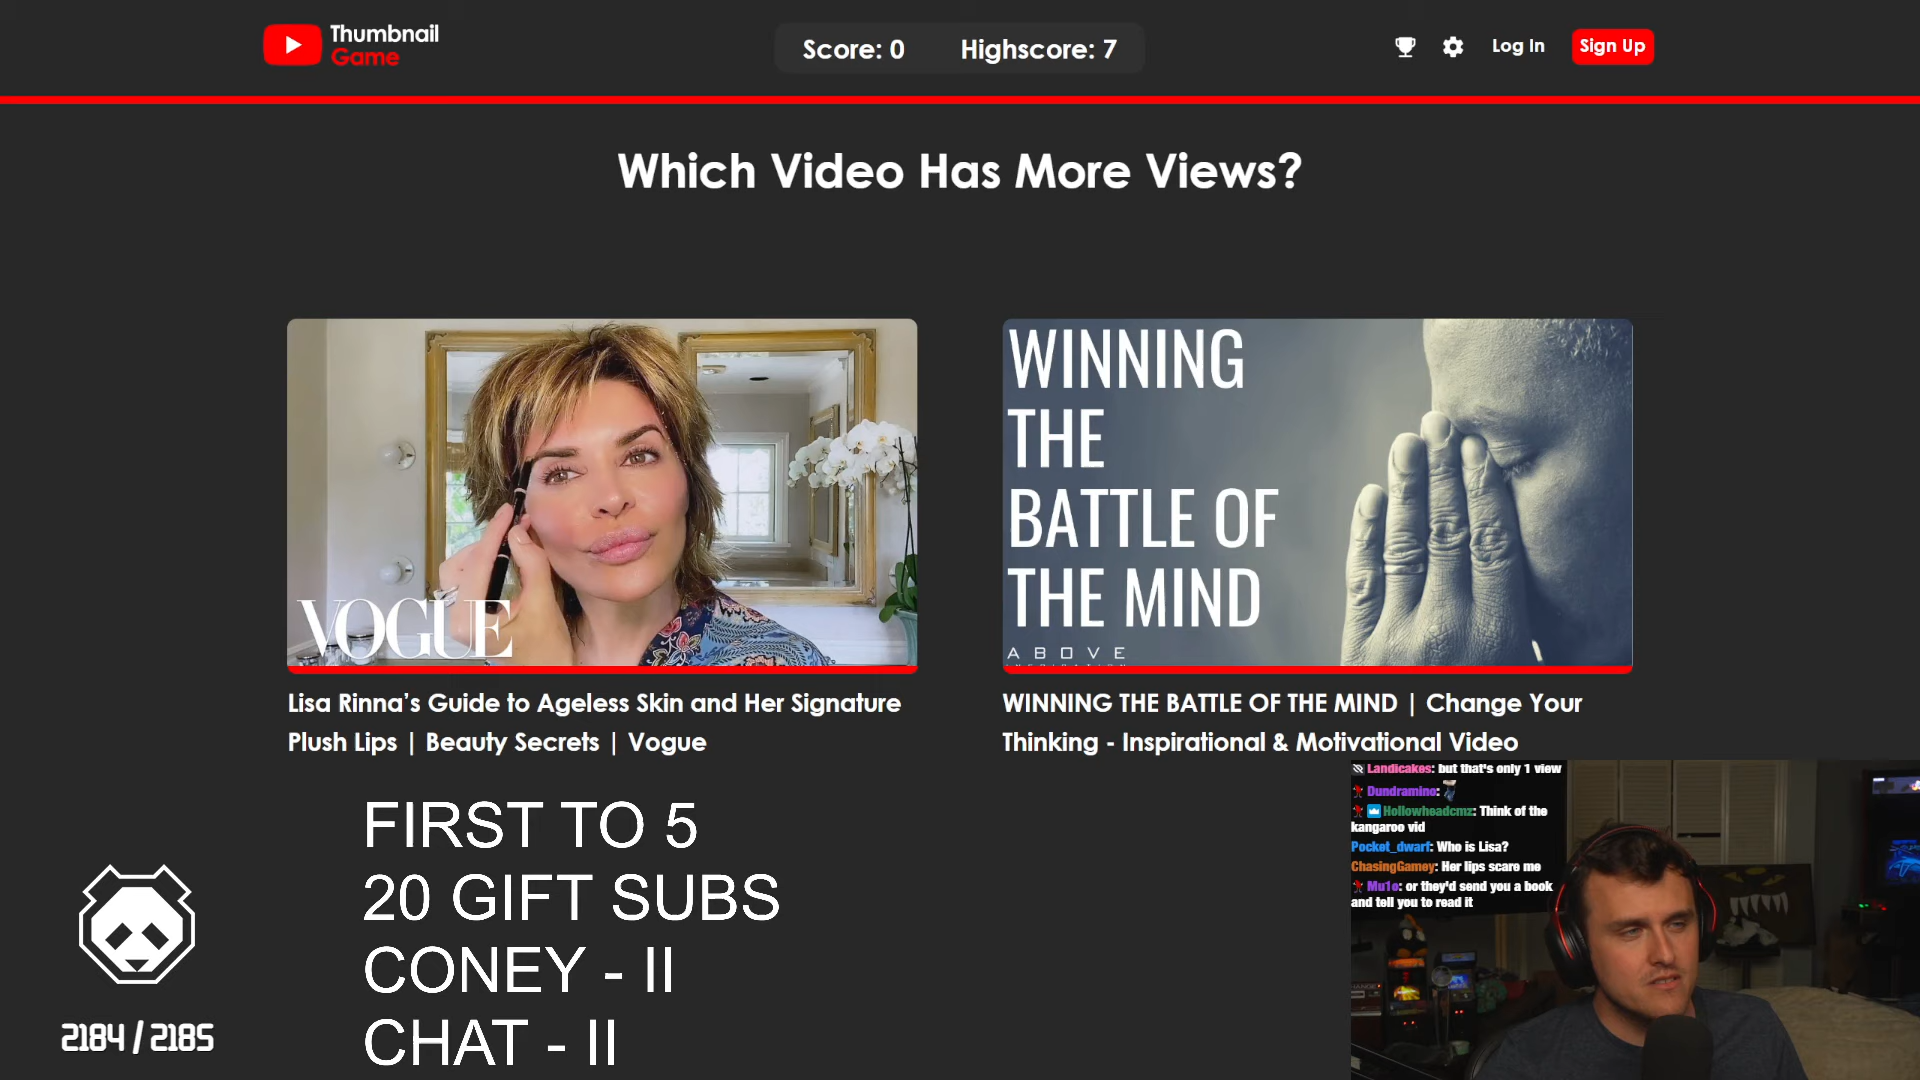 Thumbnail
Game
Score: 0 Highscore: 7
Log In
Sign Up
Which Video Has More Views?
VOGUE
WINNING
THE
BATTLE OF
THE MIND
ABOVE
Lisa Rinna’s Guide to Ageless Skin and Her Signature
Plush Lips | Beauty Secrets | Vogue
WINNING THE BATTLE OF THE MIND | Change Your
Thinking - Inspirational & Motivational Video
FIRST TO 5
20 GIFT SUBS
CONEY - II
CHAT - II
2184 / 2185
Landicakes: but that's only 1 view
Dundramino:
Hollowheadcmz: Think of the
kangaroo vid
Pocket_dwarf: Who is Lisa?
ChasingGamey: Her lips scare me
Mu1e: or they'd send you a book
and tell you to read it